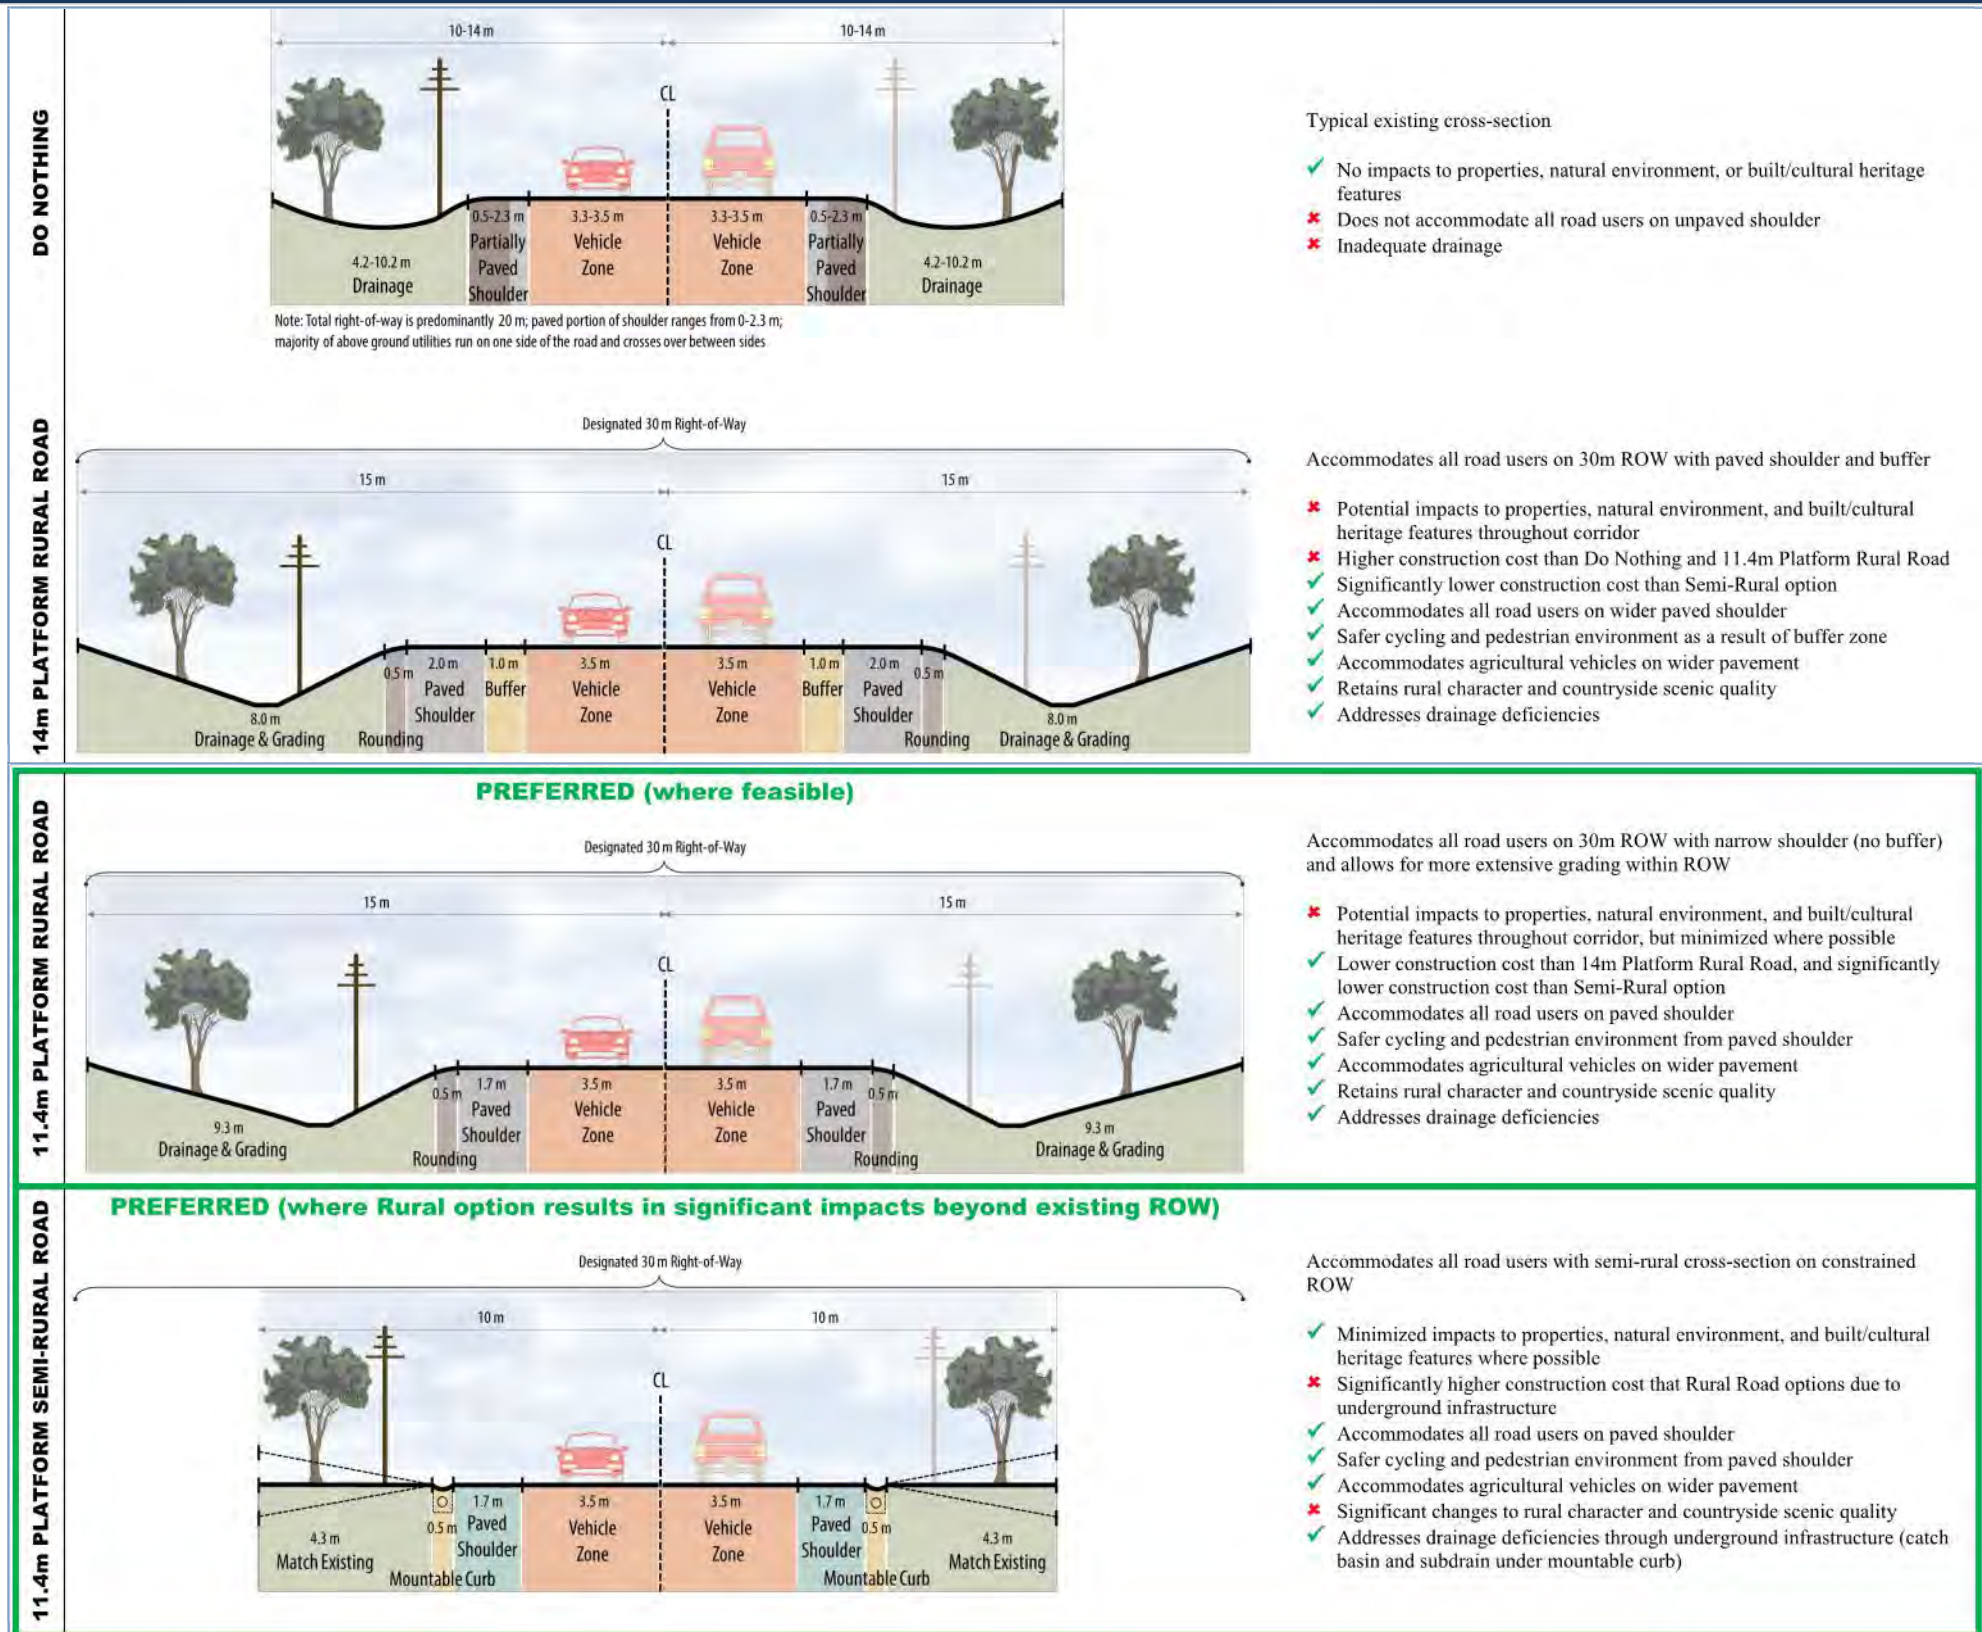 DO NOTHING
10-14 m
10-14 m
CL
0.5-2.3 m
Partially
Paved
Shoulder
3.3-3.5 m
Vehicle
Zone
3.3-3.5 m
Vehicle
Zone
0.5-2.3 m
Partially
Paved
Shoulder
4.2-10.2 m
Drainage
4.2-10.2 m
Drainage
Note: Total right-of-way is predominantly 20 m; paved portion of shoulder ranges from 0-2.3 m;
majority of above ground utilities run on one side of the road and crosses over between sides
Typical existing cross-section
✓ No impacts to properties, natural environment, or built/cultural heritage
features
✖ Does not accommodate all road users on unpaved shoulder
✖ Inadequate drainage
14m PLATFORM RURAL ROAD
Designated 30 m Right-of-Way
15 m
15 m
CL
8.0 m
Drainage & Grading
0.5 m
Rounding
2.0 m
Paved
Shoulder
1.0 m
Buffer
3.5 m
Vehicle
Zone
3.5 m
Vehicle
Zone
1.0 m
Buffer
2.0 m
Paved
Shoulder
0.5 m
Rounding
8.0 m
Drainage & Grading
Accommodates all road users on 30m ROW with paved shoulder and buffer
✖ Potential impacts to properties, natural environment, and built/cultural
heritage features throughout corridor
✖ Higher construction cost than Do Nothing and 11.4m Platform Rural Road
✓ Significantly lower construction cost than Semi-Rural option
✓ Accommodates all road users on wider paved shoulder
✓ Safer cycling and pedestrian environment as a result of buffer zone
✓ Accommodates agricultural vehicles on wider pavement
✓ Retains rural character and countryside scenic quality
✓ Addresses drainage deficiencies
11.4m PLATFORM RURAL ROAD
PREFERRED (where feasible)
Designated 30 m Right-of-Way
15 m
15 m
CL
9.3 m
Drainage & Grading
0.5 m
Rounding
1.7 m
Paved
Shoulder
3.5 m
Vehicle
Zone
3.5 m
Vehicle
Zone
1.7 m
Paved
Shoulder
0.5 m
Rounding
9.3 m
Drainage & Grading
Accommodates all road users on 30m ROW with narrow shoulder (no buffer)
and allows for more extensive grading within ROW
✖ Potential impacts to properties, natural environment, and built/cultural
heritage features throughout corridor, but minimized where possible
✓ Lower construction cost than 14m Platform Rural Road, and significantly
lower construction cost than Semi-Rural option
✓ Accommodates all road users on paved shoulder
✓ Safer cycling and pedestrian environment from paved shoulder
✓ Accommodates agricultural vehicles on wider pavement
✓ Retains rural character and countryside scenic quality
✓ Addresses drainage deficiencies
11.4m PLATFORM SEMI-RURAL ROAD
PREFERRED (where Rural option results in significant impacts beyond existing ROW)
Designated 30 m Right-of-Way
10 m
10 m
CL
4.3 m
Match Existing
0.5 m
Mountable Curb
1.7 m
Paved
Shoulder
3.5 m
Vehicle
Zone
3.5 m
Vehicle
Zone
1.7 m
Paved
Shoulder
0.5 m
Mountable Curb
4.3 m
Match Existing
Accommodates all road users with semi-rural cross-section on constrained
ROW
✓ Minimized impacts to properties, natural environment, and built/cultural
heritage features where possible
✖ Significantly higher construction cost that Rural Road options due to
underground infrastructure
✓ Accommodates all road users on paved shoulder
✓ Safer cycling and pedestrian environment from paved shoulder
✓ Accommodates agricultural vehicles on wider pavement
✖ Significant changes to rural character and countryside scenic quality
✓ Addresses drainage deficiencies through underground infrastructure (catch
basin and subdrain under mountable curb)